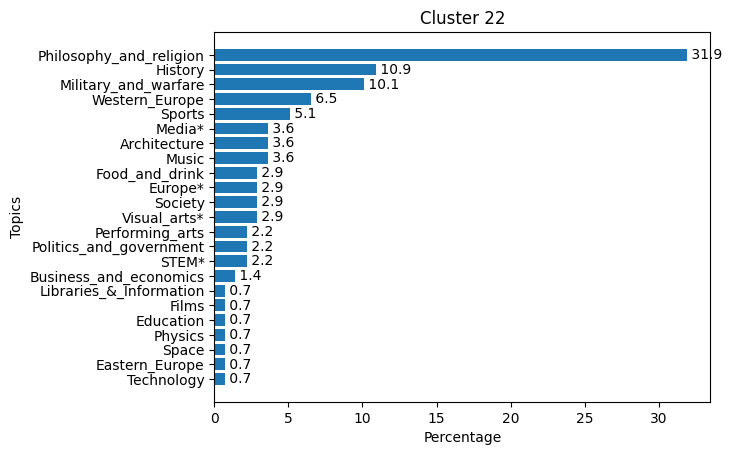 Cluster 22
Topics
Philosophy_and_religion 31.9
History 10.9
Military_and_warfare 10.1
Western_Europe 6.5
Sports 5.1
Media* 3.6
Architecture 3.6
Music 3.6
Food_and_drink 2.9
Europe* 2.9
Society 2.9
Visual_arts* 2.9
Performing_arts 2.2
Politics_and_government 2.2
STEM* 2.2
Business_and_economics 1.4
Libraries_&_Information 0.7
Films 0.7
Education 0.7
Physics 0.7
Space 0.7
Eastern_Europe 0.7
Technology 0.7
0 5 10 15 20 25 30
Percentage